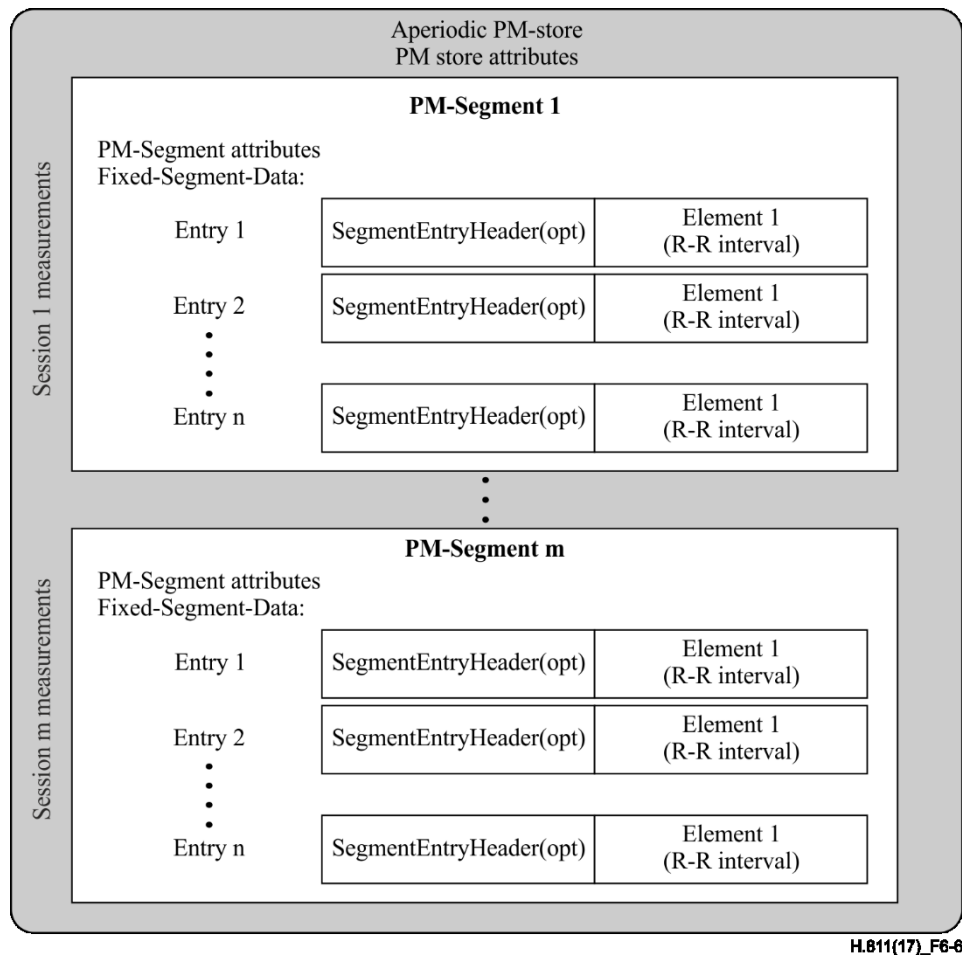 Aperiodic PM-store
PM store attributes
Session 1 measurements
PM-Segment 1
PM-Segment attributes
Fixed-Segment-Data:
Entry 1
SegmentEntryHeader(opt)
Element 1
(R-R interval)
Entry 2
SegmentEntryHeader(opt)
Element 1
(R-R interval)
Entry n
SegmentEntryHeader(opt)
Element 1
(R-R interval)
Session m measurements
PM-Segment m
PM-Segment attributes
Fixed-Segment-Data:
Entry 1
SegmentEntryHeader(opt)
Element 1
(R-R interval)
Entry 2
SegmentEntryHeader(opt)
Element 1
(R-R interval)
Entry n
SegmentEntryHeader(opt)
Element 1
(R-R interval)
H.811(17)_F6-6